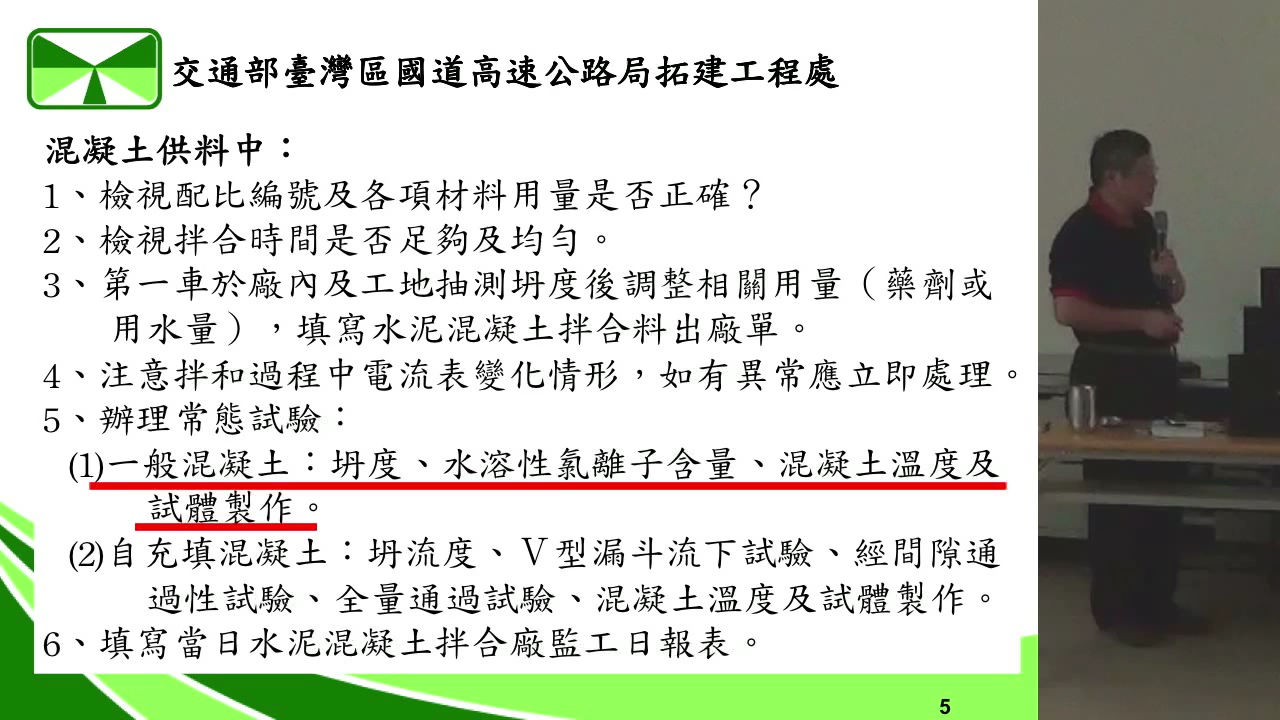 交通部臺灣區國道高速公路局拓建工程處
混凝土供料中：
1、檢視配比編號及各項材料用量是否正確？
2、檢視拌合時間是否足夠及均勻。
3、第一車於廠內及工地抽測坍度後調整相關用量（藥劑或
用水量），填寫水泥混凝土拌合料出廠單。
4、注意拌和過程中電流表變化情形，如有異常應立即處理。
5、辦理常態試驗：
(1)一般混凝土：坍度、水溶性氯離子含量、混凝土溫度及
試體製作。
(2)自充填混凝土：坍流度、Ｖ型漏斗流下試驗、經間隙通
過性試驗、全量通過試驗、混凝土溫度及試體製作。
6、填寫當日水泥混凝土拌合廠監工日報表。
5